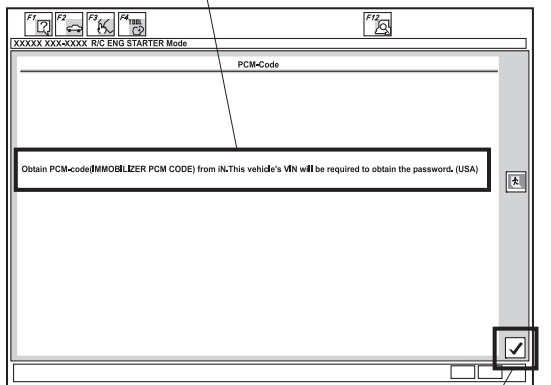 F1 F2 F3 F4 TOOL F12
XXXXX XXX-XXXX R/C ENG STARTER Mode
PCM-Code
Obtain PCM-code(IMMOBILIZER PCM CODE) from iN.This vehicle's VIN will be required to obtain the password. (USA)